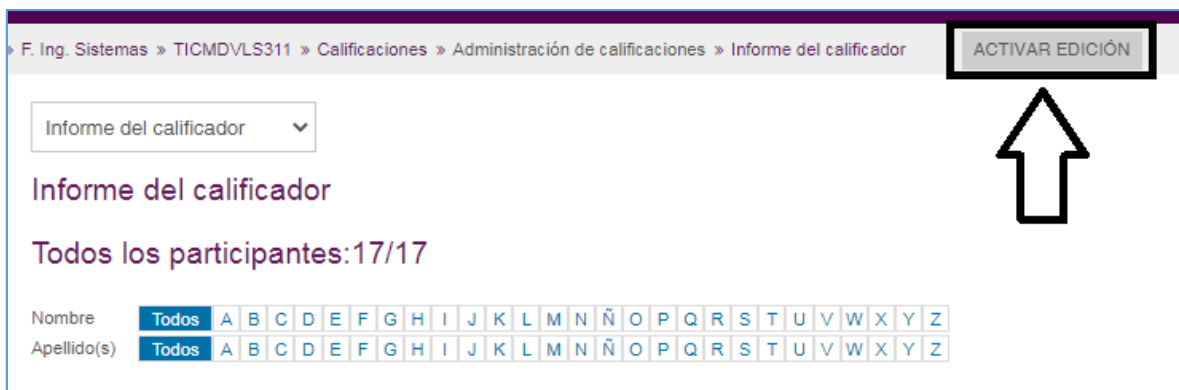 » F. Ing. Sistemas » TICMDVLS311 » Calificaciones » Administración de calificaciones » Informe del calificador ACTIVAR EDICIÓN
Informe del calificador
Informe del calificador
Todos los participantes:17/17
Nombre Todos A B C D E F G H I J K L M N Ñ O P Q R S T U V W X Y Z
Apellido(s) Todos A B C D E F G H I J K L M N Ñ O P Q R S T U V W X Y Z